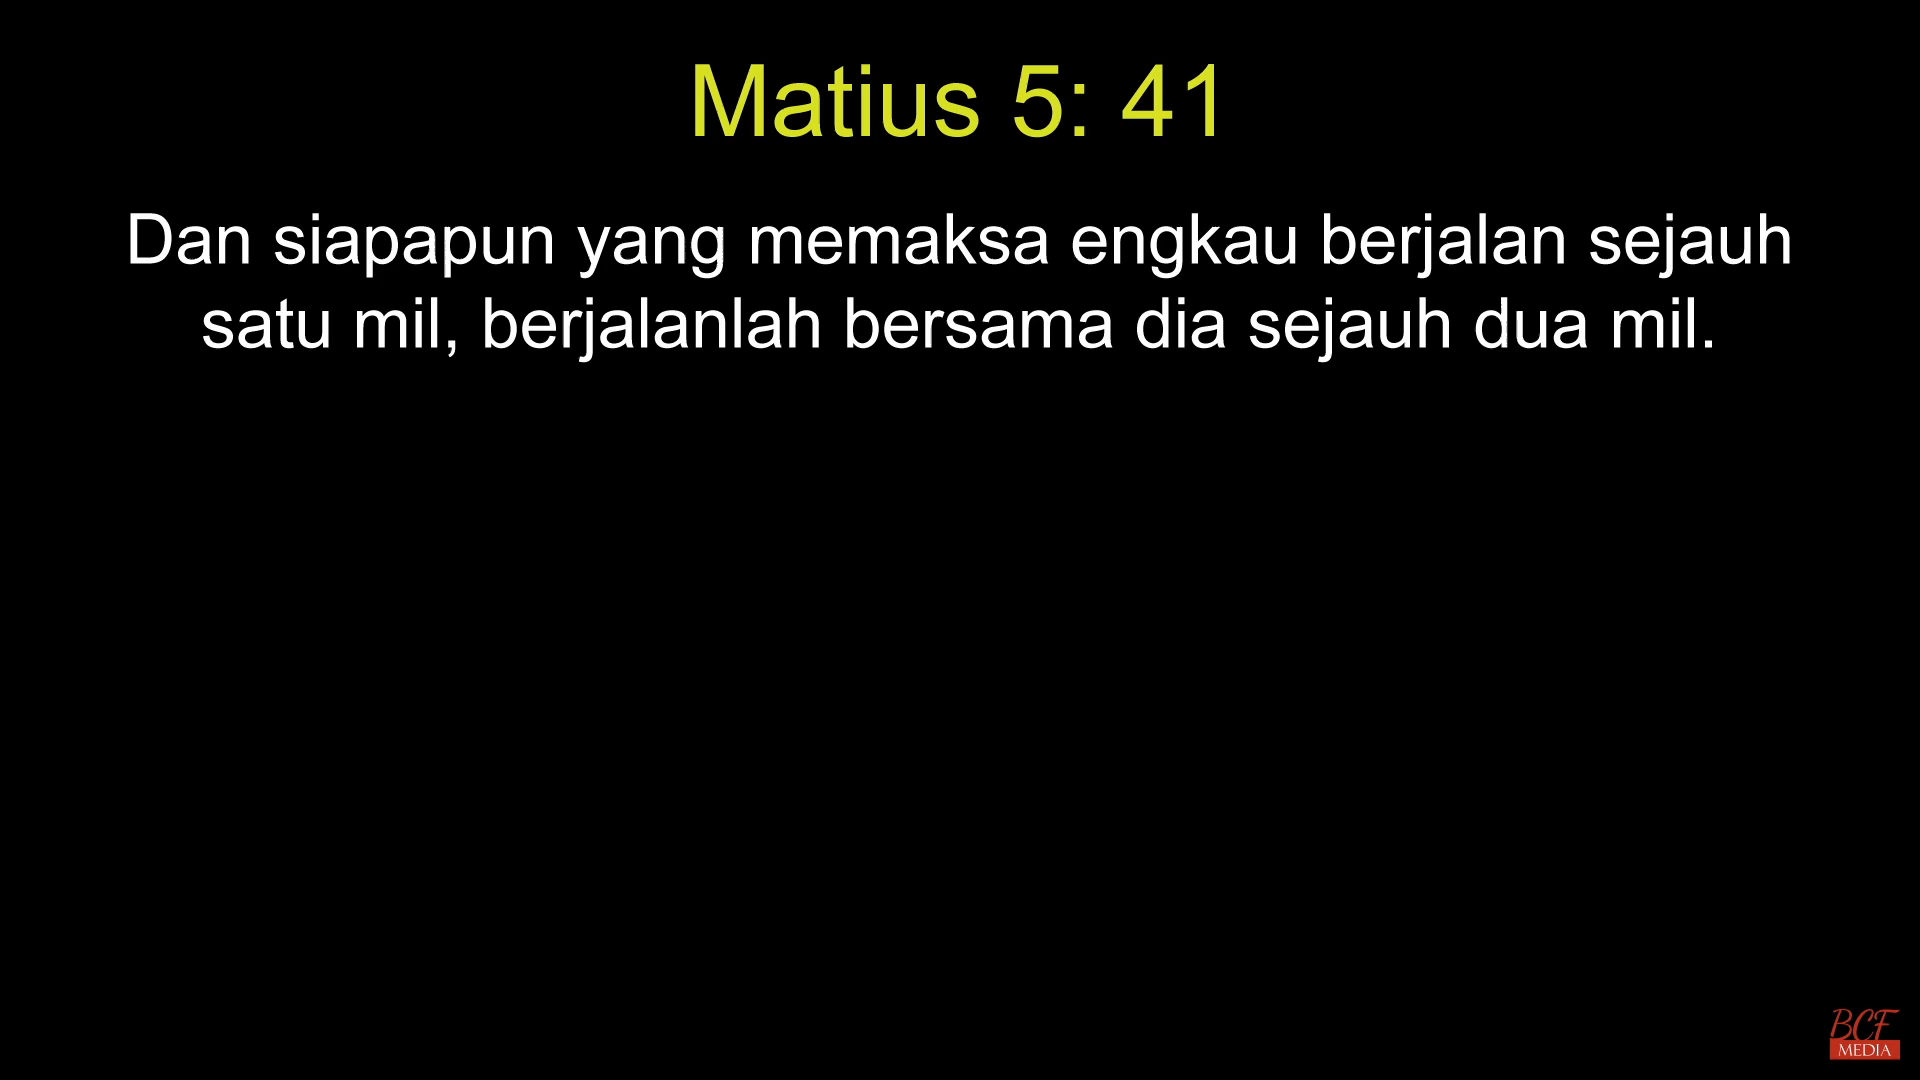 Matius 5: 41
Dan siapapun yang memaksa engkau berjalan sejauh
satu mil, berjalanlah bersama dia sejauh dua mil.
BCF
MEDIA